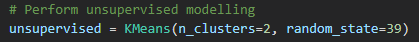 # Perform unsupervised modelling
unsupervised = KMeans(n_clusters=2, random_state=39)